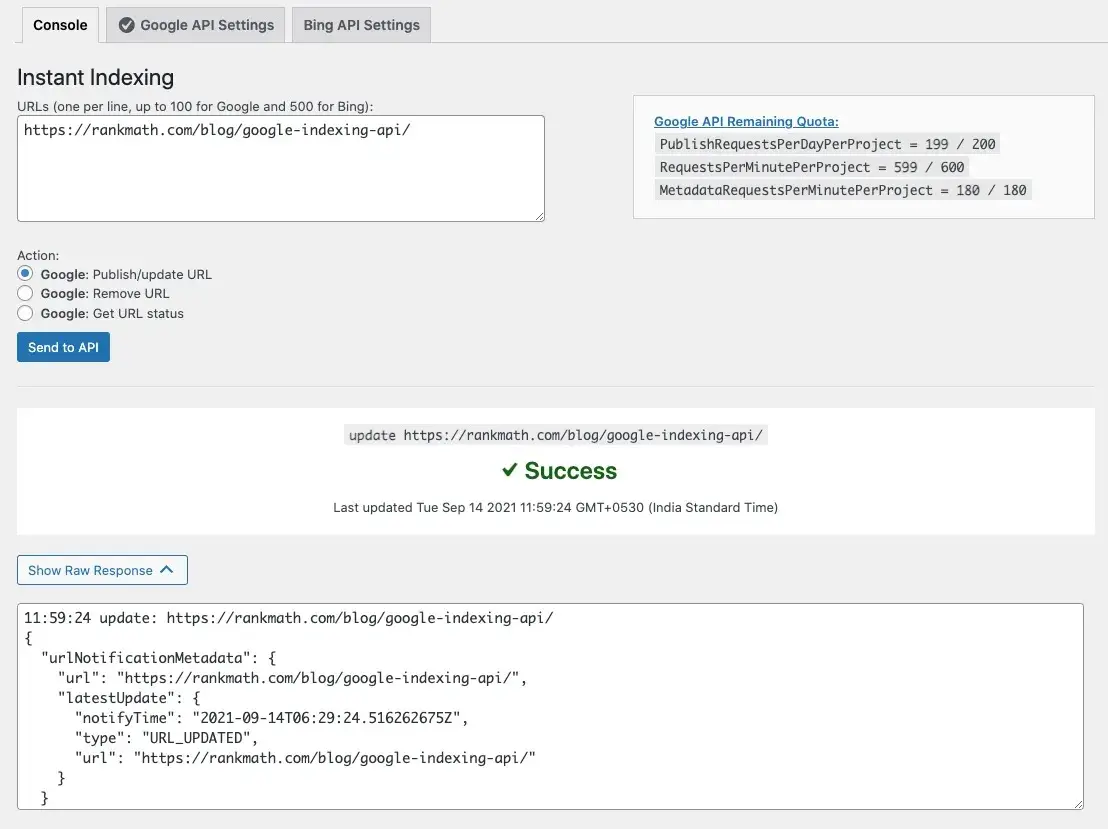 Console
Google API Settings
Bing API Settings
Instant Indexing
URLs (one per line, up to 100 for Google and 500 for Bing):
https://rankmath.com/blog/google-indexing-api/
Google API Remaining Quota:
PublishRequestsPerDayPerProject = 199 / 200
RequestsPerMinutePerProject = 599 / 600
MetadataRequestsPerMinutePerProject = 180 / 180
Action:
Google: Publish/update URL
Google: Remove URL
Google: Get URL status
Send to API
update https://rankmath.com/blog/google-indexing-api/
Success
Last updated Tue Sep 14 2021 11:59:24 GMT+0530 (India Standard Time)
Show Raw Response
11:59:24 update: https://rankmath.com/blog/google-indexing-api/
{
  "urlNotificationMetadata": {
    "url": "https://rankmath.com/blog/google-indexing-api/",
    "latestUpdate": {
      "notifyTime": "2021-09-14T06:29:24.516262675Z",
      "type": "URL_UPDATED",
      "url": "https://rankmath.com/blog/google-indexing-api/"
    }
  }